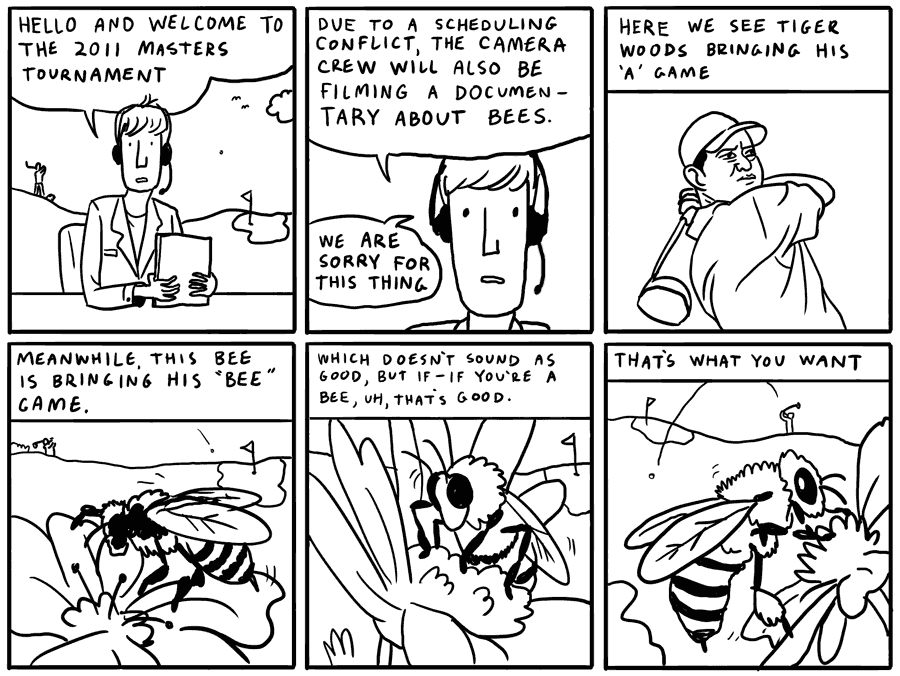 HELLO AND WELCOME TO
THE 2011 MASTERS
TOURNAMENT
DUE TO A SCHEDULING
CONFLICT, THE CAMERA
CREW WILL ALSO BE
FILMING A DOCUMEN-
TARY ABOUT BEES.
WE ARE
SORRY FOR
THIS THING
HERE WE SEE TIGER
WOODS BRINGING HIS
'A' GAME
MEANWHILE, THIS BEE
IS BRINGING HIS "BEE"
GAME.
WHICH DOESN'T SOUND AS
GOOD, BUT IF-IF YOU'RE A
BEE, UH, THAT'S GOOD.
THAT'S WHAT YOU WANT